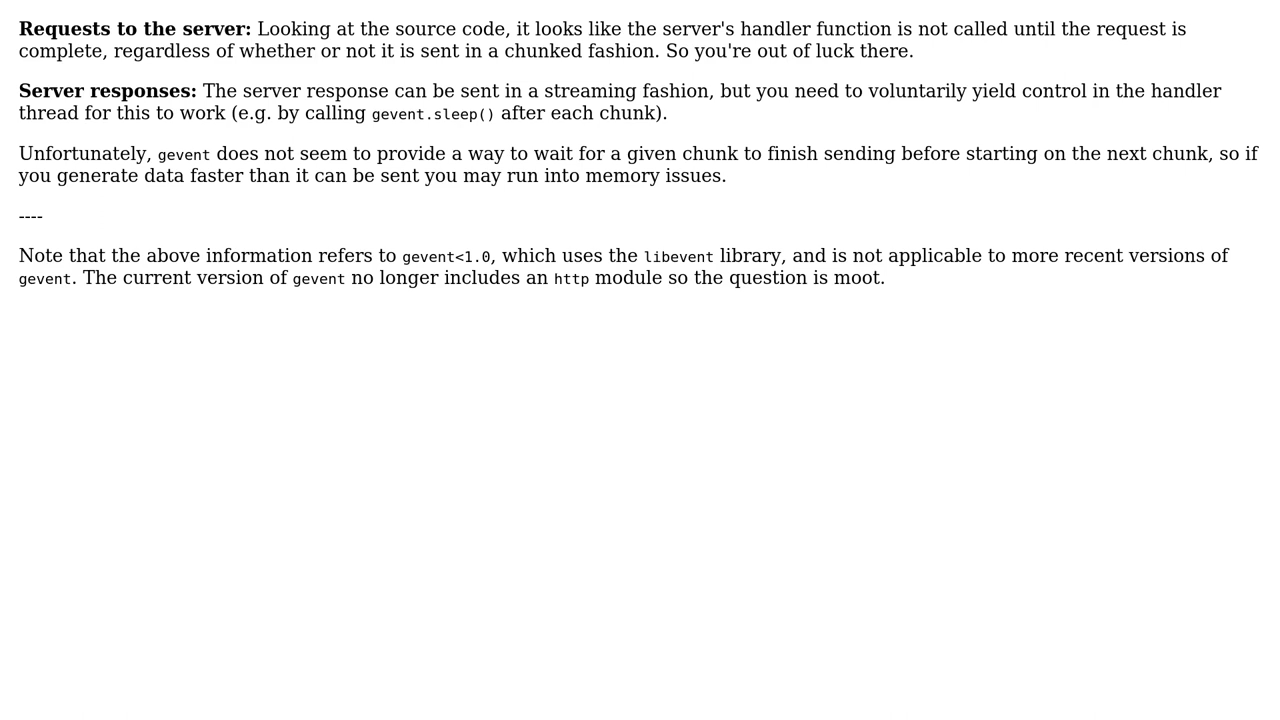 Requests to the server: Looking at the source code, it looks like the server's handler function is not called until the request is
complete, regardless of whether or not it is sent in a chunked fashion. So you're out of luck there.
Server responses: The server response can be sent in a streaming fashion, but you need to voluntarily yield control in the handler
thread for this to work (e.g. by calling gevent.sleep() after each chunk).
Unfortunately, gevent does not seem to provide a way to wait for a given chunk to finish sending before starting on the next chunk, so if
you generate data faster than it can be sent you may run into memory issues.
----
Note that the above information refers to gevent<1.0, which uses the libevent library, and is not applicable to more recent versions of
gevent. The current version of gevent no longer includes an http module so the question is moot.